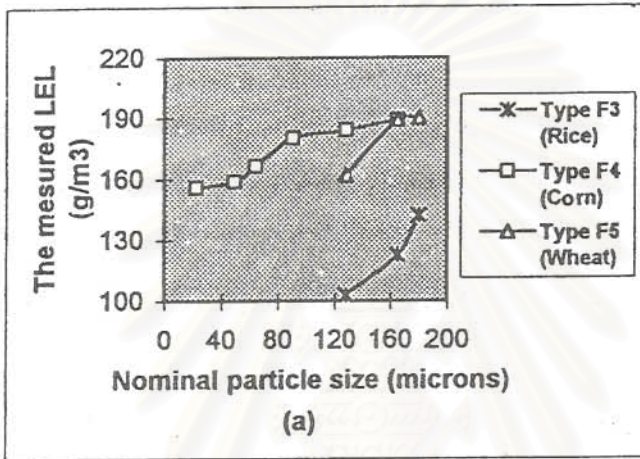 The mesured LEL
(g/m3)
220
190
160
130
100
0 40 80 120 160 200
Nominal particle size (microns)
(a)
Type F3
(Rice)
Type F4
(Corn)
Type F5
(Wheat)